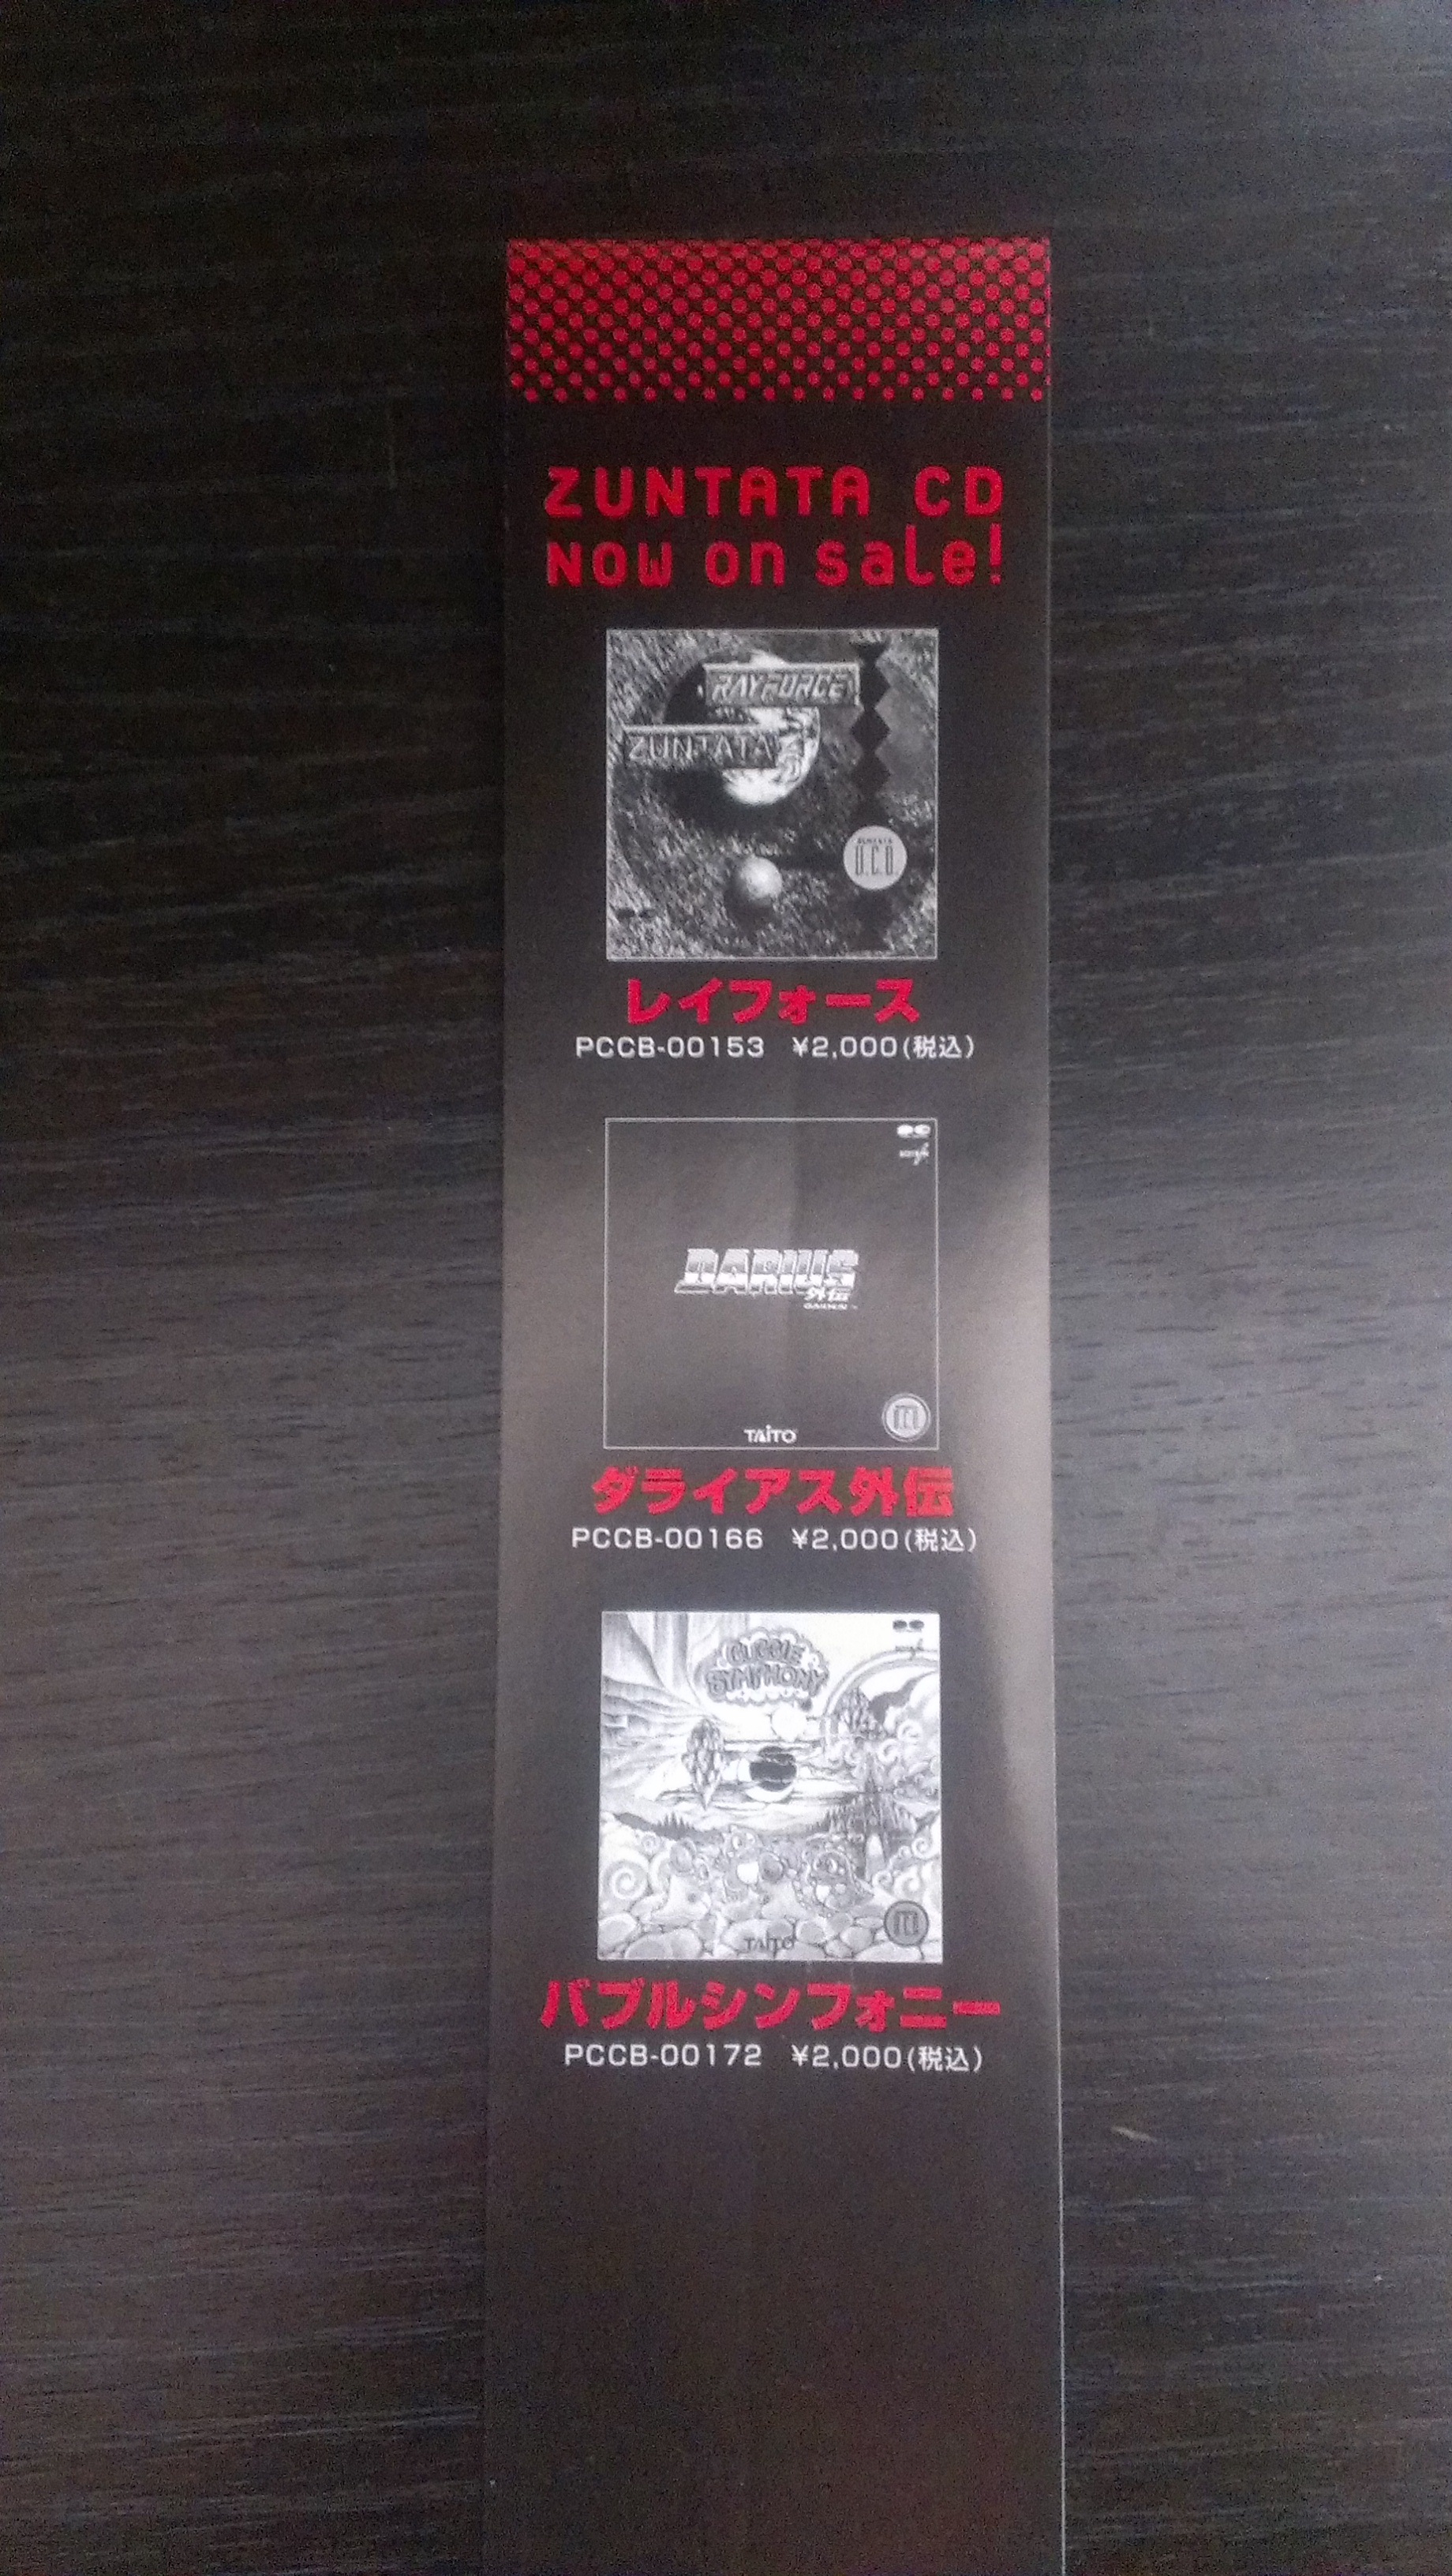 ZUNTATA CD
Now on sale!
RAYFORCE
ZUNTATA
レイフォース
PCCB-00153 ¥2,000(税込)
DARIUS
外伝
TAITO
ダライアス外伝
PCCB-00166 ¥2,000(税込)
BUBBLE
SYMPHONY
TAITO
バブルシンフォニー
PCCB-00172 ¥2,000(税込)